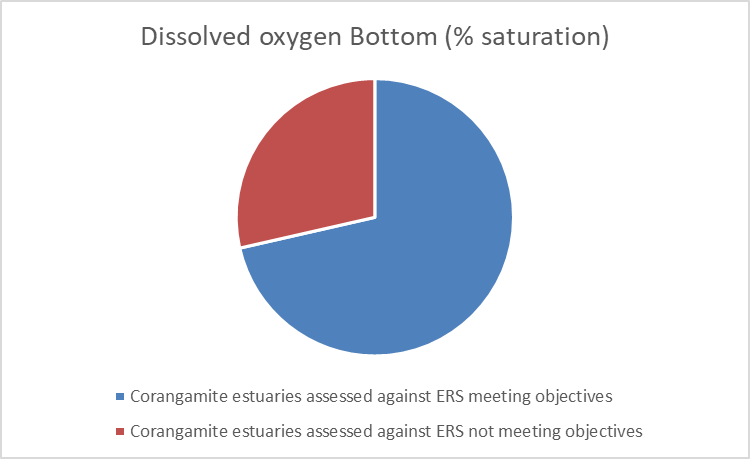 Dissolved oxygen Bottom (% saturation)
Corangamite estuaries assessed against ERS meeting objectives
Corangamite estuaries assessed against ERS not meeting objectives